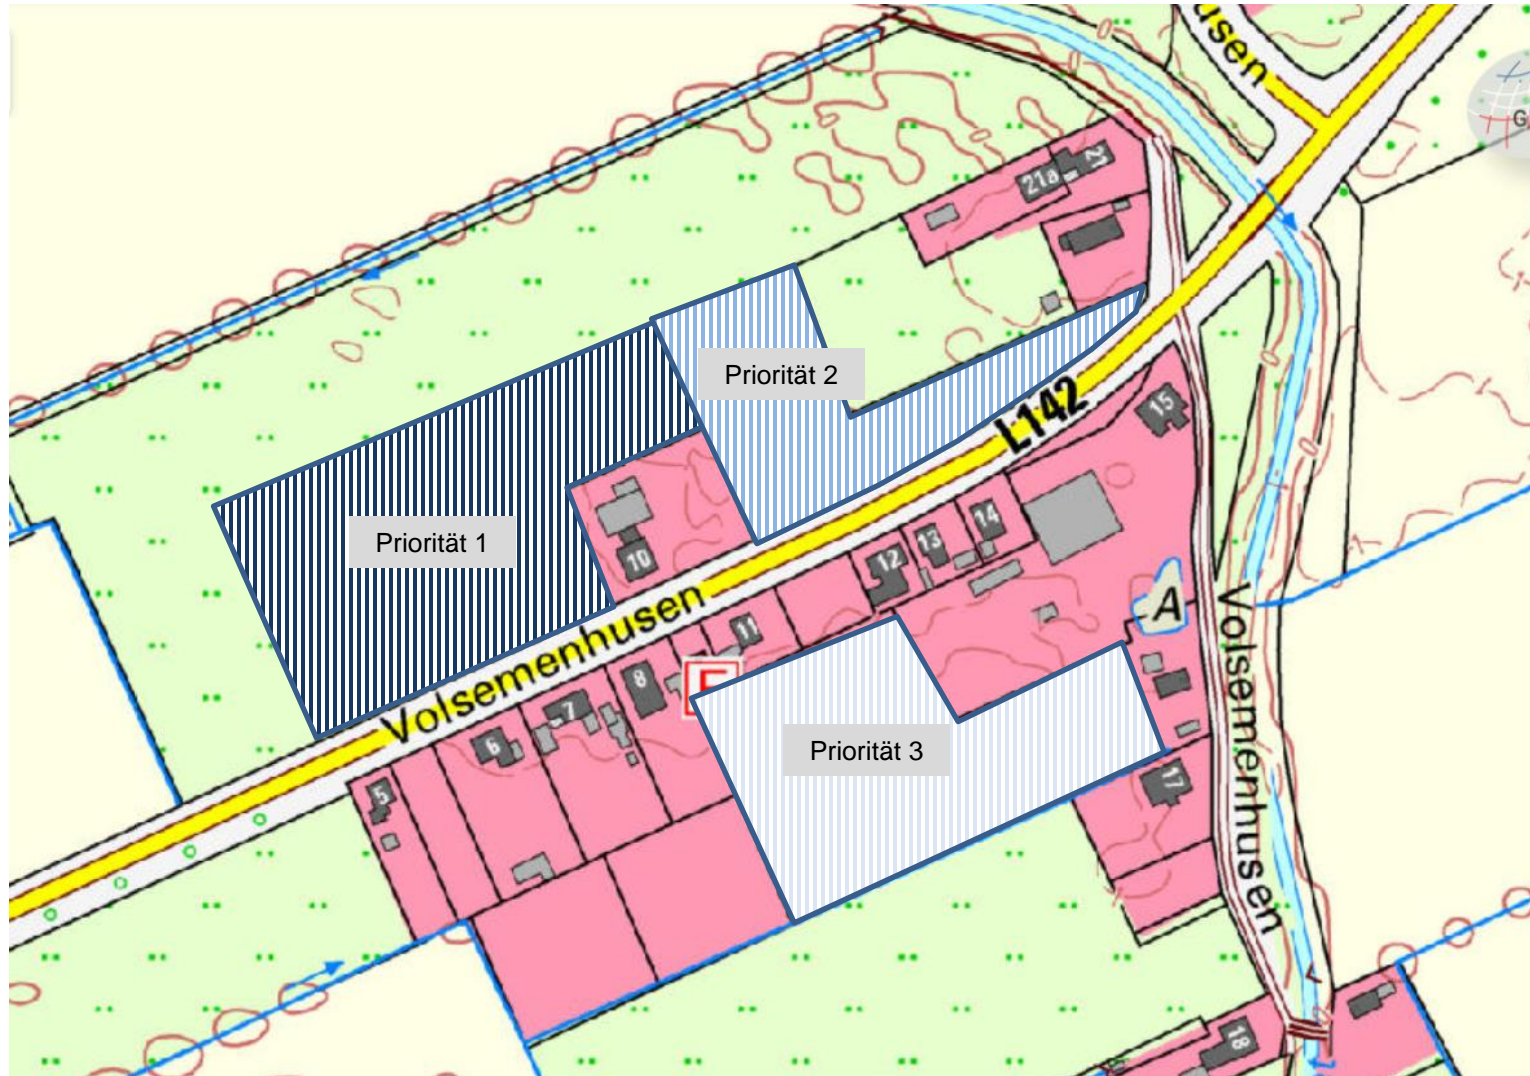 usen
G
21
21a
Priorität 2
L142
15
Priorität 1
14
13
12
10
Volsemenhusen
11
A
Volsemenhusen
8
F
7
6
Priorität 3
5
17
18